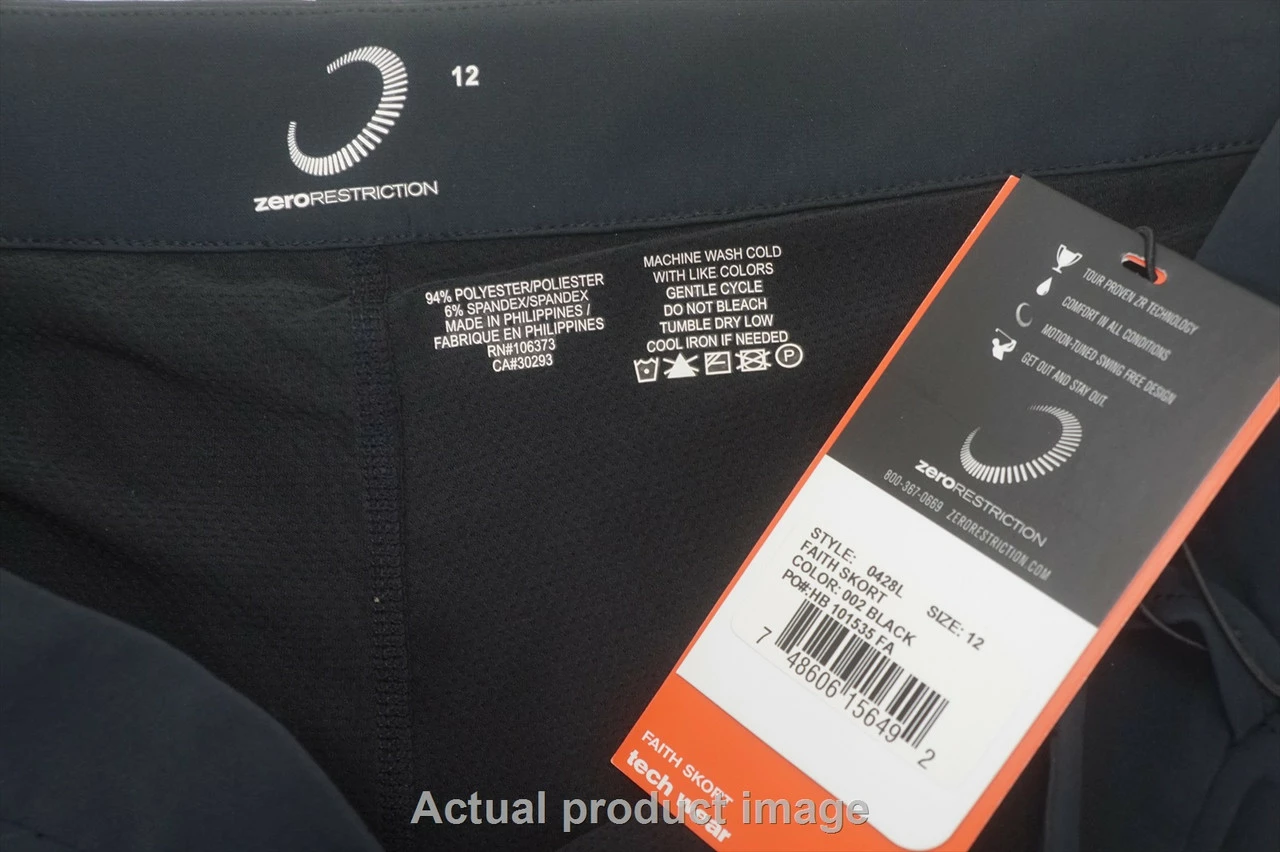 12
zeroRESTRICTION
94% POLYESTER/POLIESTER
6% SPANDEX/SPANDEX
MADE IN PHILIPPINES /
FABRIQUE EN PHILIPPINES
RN#106373
CA#30293
MACHINE WASH COLD
WITH LIKE COLORS
GENTLE CYCLE
DO NOT BLEACH
TUMBLE DRY LOW
COOL IRON IF NEEDED
P
TOUR PROVEN ZR TECHNOLOGY
COMFORT IN ALL CONDITIONS
MOTION-TUNED SWING FREE DESIGN
GET OUT AND STAY OUT.
zeroRESTRICTION
800-367-0669 ZERORESTRICTION.COM
STYLE: 0428L
FAITH SKORT SIZE: 12
COLOR: 002 BLACK
PO#:HB 101535 FA
7 48606 15649 2
FAITH SKORT
tech wear
Actual product image